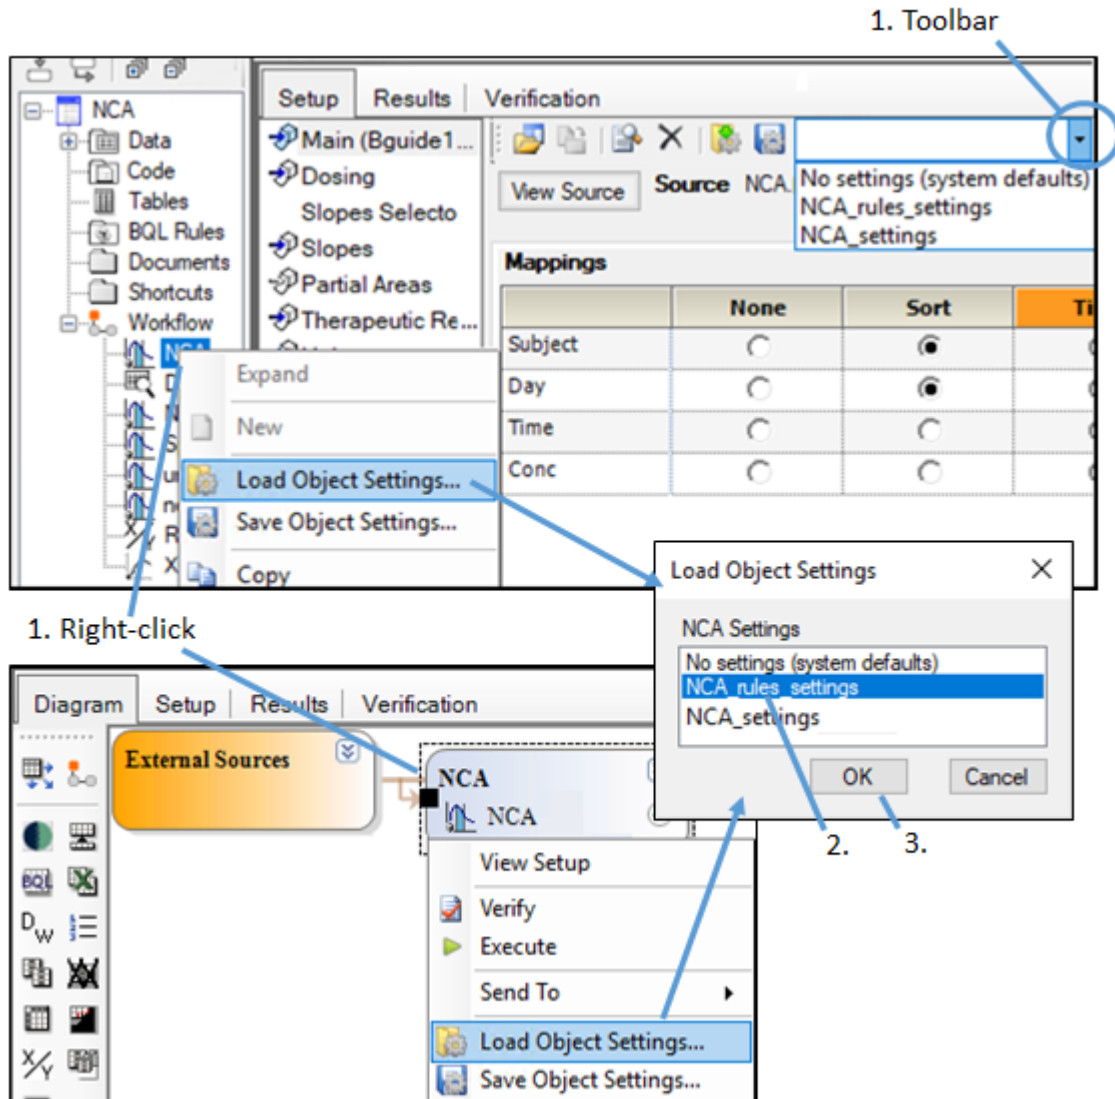 1. Toolbar
NCA
Data
Code
Tables
BQL Rules
Documents
Shortcuts
Workflow
Setup Results Verification
Main (Bguide1...
Dosing
Slopes Selecto
Slopes
Partial Areas
Therapeutic Re...
View Source Source NCA.
No settings (system defaults)
NCA_rules_settings
NCA_settings
Mappings
None Sort Ti
Subject
Day
Time
Conc
Expand
New
Load Object Settings...
Save Object Settings...
Copy
1. Right-click
Load Object Settings
NCA Settings
No settings (system defaults)
NCA_rules_settings
NCA_settings
OK Cancel
2. 3.
Diagram Setup Results Verification
External Sources
NCA
NCA
BQL
DW
X/Y
View Setup
Verify
Execute
Send To
Load Object Settings...
Save Object Settings...